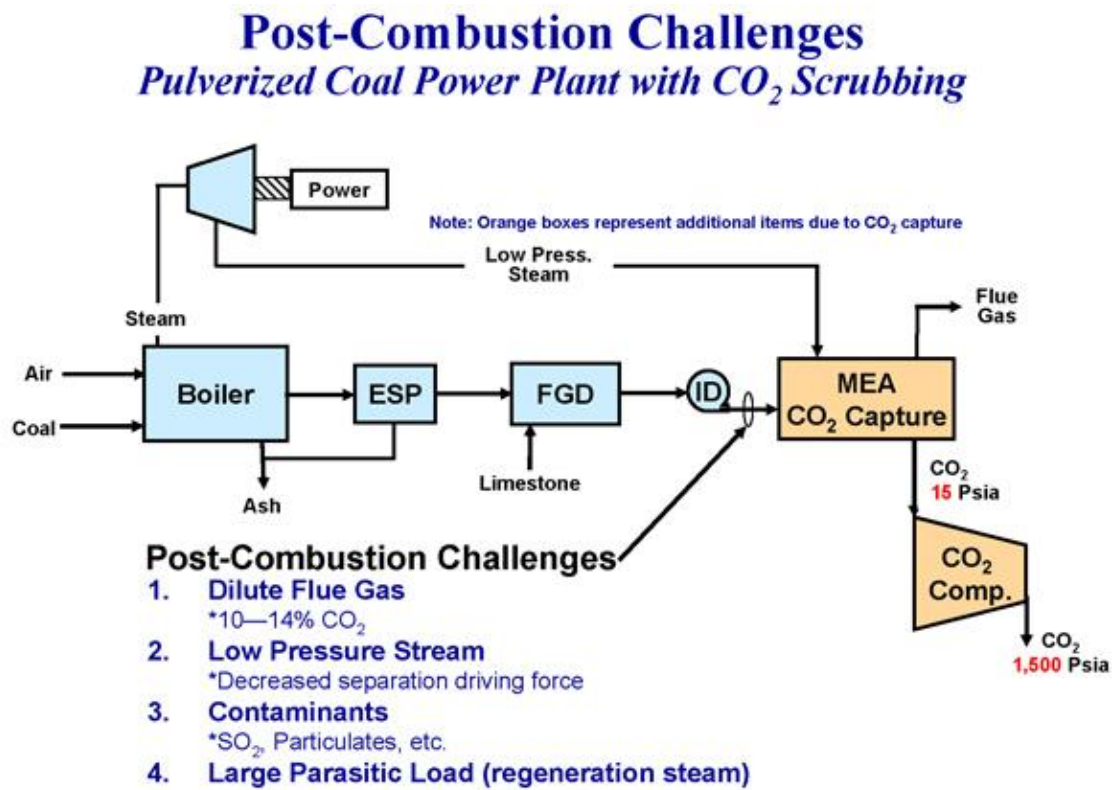 Post-Combustion Challenges
Pulverized Coal Power Plant with CO₂ Scrubbing
Power
Note: Orange boxes represent additional items due to CO₂ capture
Low Press.
Steam
Flue
Gas
Steam
Air
Boiler
ESP
FGD
ID
MEA
CO₂ Capture
Coal
CO₂
15 Psia
Limestone
Ash
Post-Combustion Challenges
CO₂
Comp.
1. Dilute Flue Gas
*10—14% CO₂
CO₂
1,500 Psia
2. Low Pressure Stream
*Decreased separation driving force
3. Contaminants
*SO₂, Particulates, etc.
4. Large Parasitic Load (regeneration steam)